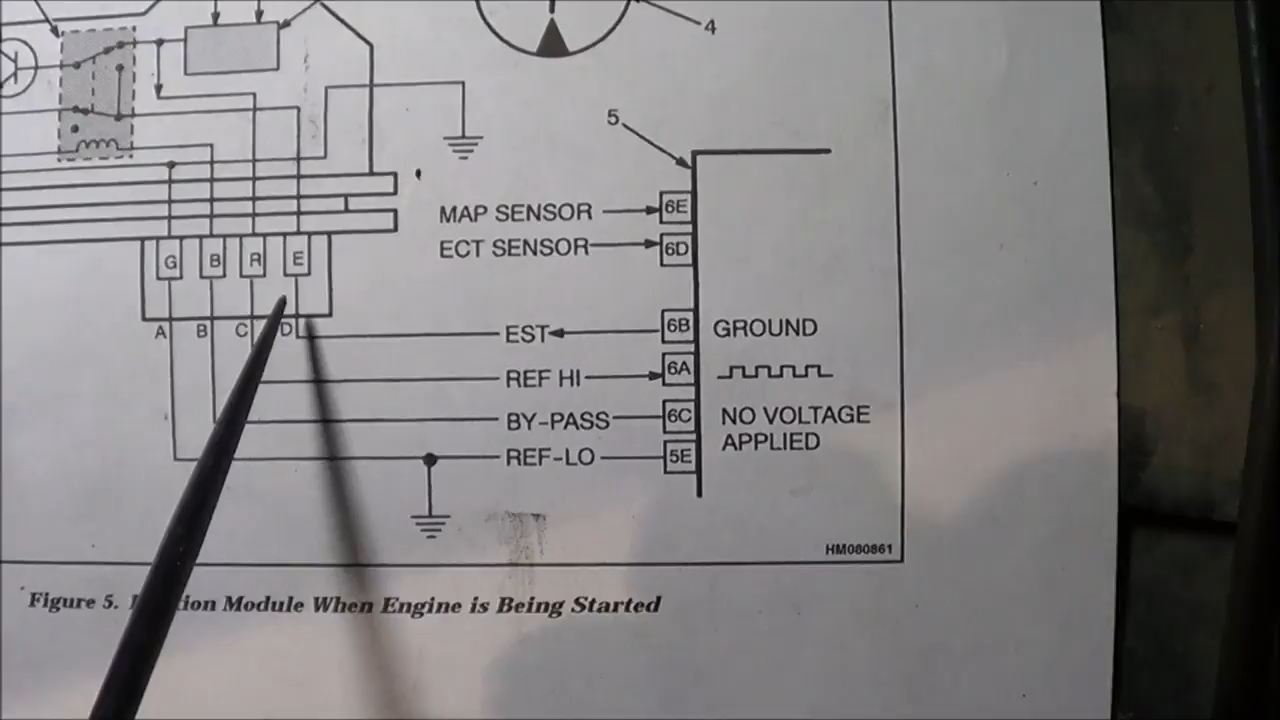 4
5
MAP SENSOR 6E
ECT SENSOR 6D
G B R E
A B C D
EST 6B GROUND
REF HI 6A
BY-PASS 6C NO VOLTAGE
APPLIED
REF-LO 5E
HM080861
Figure 5. Module When Engine is Being Started